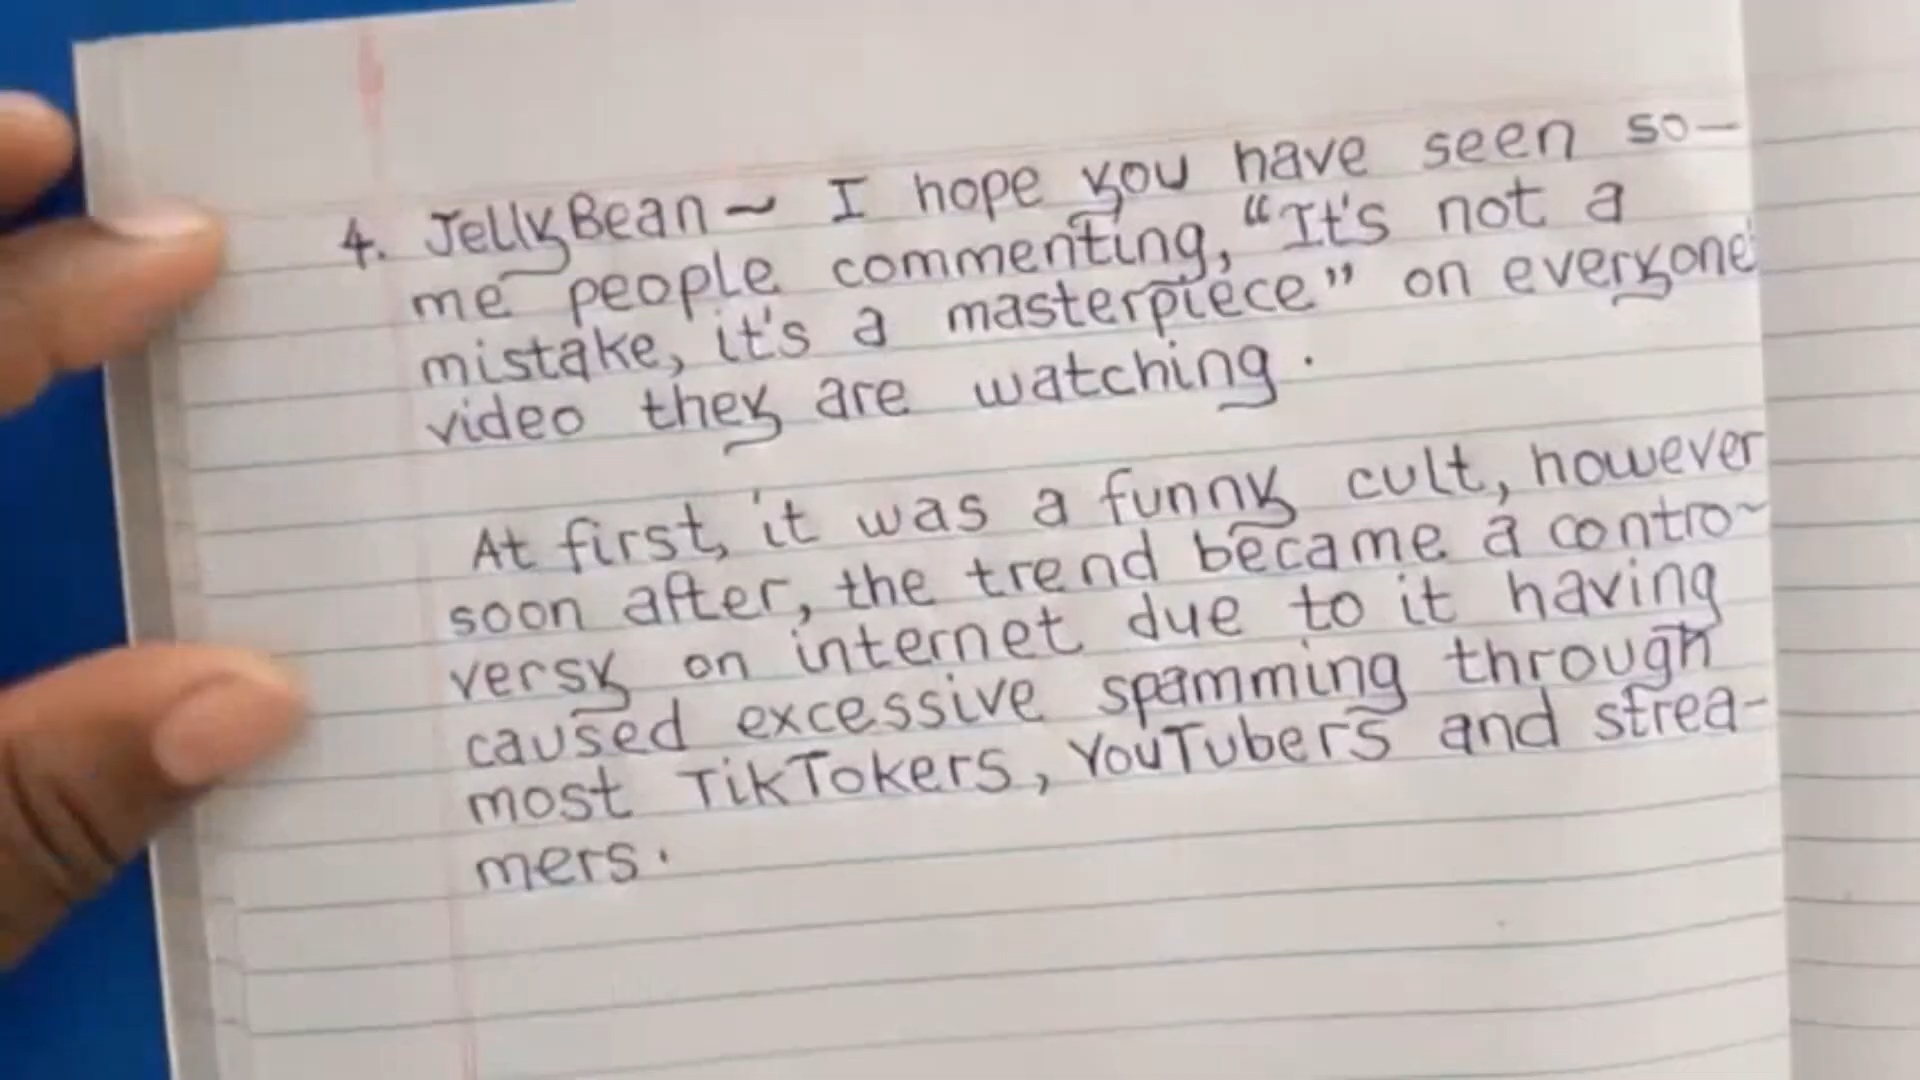 4. JellyBean ~ I hope you have seen so-
me people commenting, "It's not a
mistake, it's a masterpiece" on everyone
video they are watching.
At first, it was a funny cult, however
soon after, the trend became a contro-
versy on internet due to it having
caused excessive spamming through
most TikTokers, YouTubers and strea-
mers.